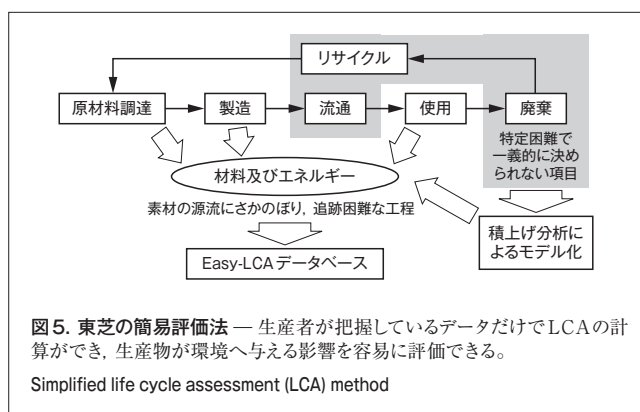 リサイクル
原材料調達
製造
流通
使用
廃棄
特定困難で
一義的に決め
られない項目
材料及びエネルギー
素材の源流にさかのぼり，追跡困難な工程
積上げ分析に
よるモデル化
Easy-LCAデータベース
図5. 東芝の簡易評価法 — 生産者が把握しているデータだけでLCAの計
算ができ，生産物が環境へ与える影響を容易に評価できる。
Simplified life cycle assessment (LCA) method